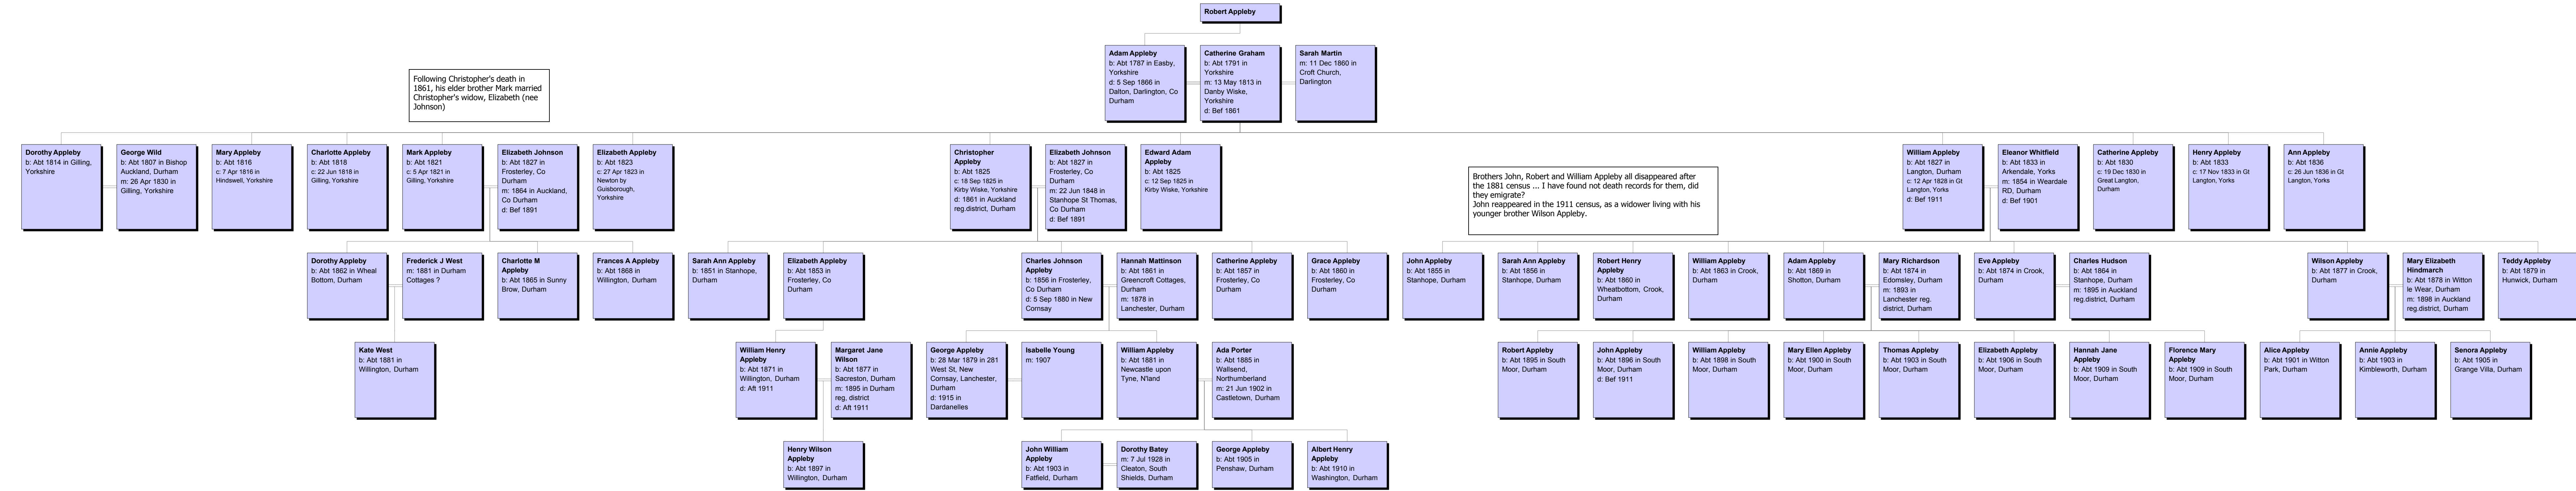 Robert Appleby
Adam Appleby
b: Abt 1787 in Easby,
Yorkshire
d: 5 Sep 1866 in
Dalton, Darlington, Co
Durham
Catherine Graham
b: Abt 1791 in
Yorkshire
m: 13 May 1813 in
Danby Wiske,
Yorkshire
d: Bef 1861
Sarah Martin
m: 11 Dec 1860 in
Croft Church,
Darlington
Following Christopher's death in
1861, his elder brother Mark married
Christopher's widow, Elizabeth (nee
Johnson)
Dorothy Appleby
b: Abt 1814 in Gilling,
Yorkshire
George Wild
b: Abt 1807 in Bishop
Auckland, Durham
m: 26 Apr 1830 in
Gilling, Yorkshire
Mary Appleby
b: Abt 1816
c: 7 Apr 1816 in
Hindswell, Yorkshire
Charlotte Appleby
b: Abt 1818
c: 22 Jun 1818 in
Gilling, Yorkshire
Mark Appleby
b: Abt 1821
c: 5 Apr 1821 in
Gilling, Yorkshire
Elizabeth Johnson
b: Abt 1827 in
Frosterley, Co
Durham
m: 1864 in Auckland,
Co Durham
d: Bef 1891
Elizabeth Appleby
b: Abt 1823
c: 27 Apr 1823 in
Newton by
Guisborough,
Yorkshire
Christopher
Appleby
b: Abt 1825
c: 18 Sep 1825 in
Kirby Wiske, Yorkshire
d: 1861 in Auckland
reg.district, Durham
Elizabeth Johnson
b: Abt 1827 in
Frosterley, Co
Durham
m: 22 Jun 1848 in
Stanhope St Thomas,
Co Durham
d: Bef 1891
Edward Adam
Appleby
b: Abt 1825
c: 12 Sep 1825 in
Kirby Wiske, Yorkshire
Brothers John, Robert and William Appleby all disappeared after
the 1881 census ... I have found not death records for them, did
they emigrate?
John reappeared in the 1911 census, as a widower living with his
younger brother Wilson Appleby.
William Appleby
b: Abt 1827 in
Langton, Durham
c: 12 Apr 1828 in Gt
Langton, Yorks
d: Bef 1911
Eleanor Whitfield
b: Abt 1833 in
Arkendale, Yorks
m: 1854 in Weardale
RD, Durham
d: Bef 1901
Catherine Appleby
b: Abt 1830
c: 19 Dec 1830 in
Great Langton,
Durham
Henry Appleby
b: Abt 1833
c: 17 Nov 1833 in Gt
Langton, Yorks
Ann Appleby
b: Abt 1836
c: 26 Jun 1836 in Gt
Langton, Yorks
Dorothy Appleby
b: Abt 1862 in Wheal
Bottom, Durham
Frederick J West
m: 1881 in Durham
Cottages ?
Charlotte M
Appleby
b: Abt 1865 in Sunny
Brow, Durham
Frances A Appleby
b: Abt 1868 in
Willington, Durham
Sarah Ann Appleby
b: 1851 in Stanhope,
Durham
Elizabeth Appleby
b: Abt 1853 in
Frosterley, Co
Durham
Charles Johnson
Appleby
b: 1856 in Frosterley,
Co Durham
d: 5 Sep 1880 in New
Cornsay
Hannah Mattinson
b: Abt 1861 in
Greencroft Cottages,
Durham
m: 1878 in
Lanchester, Durham
Catherine Appleby
b: Abt 1857 in
Frosterley, Co
Durham
Grace Appleby
b: Abt 1860 in
Frosterley, Co
Durham
John Appleby
b: Abt 1855 in
Stanhope, Durham
Sarah Ann Appleby
b: Abt 1856 in
Stanhope, Durham
Robert Henry
Appleby
b: Abt 1860 in
Wheatbottom, Crook,
Durham
William Appleby
b: Abt 1863 in Crook,
Durham
Adam Appleby
b: Abt 1869 in
Shotton, Durham
Mary Richardson
b: Abt 1874 in
Edomsley, Durham
m: 1893 in
Lanchester reg.
district, Durham
Eve Appleby
b: Abt 1874 in Crook,
Durham
Charles Hudson
b: Abt 1864 in
Stanhope, Durham
m: 1895 in Auckland
reg.district, Durham
Wilson Appleby
b: Abt 1877 in Crook,
Durham
Mary Elizabeth
Hindmarch
b: Abt 1878 in Witton
le Wear, Durham
m: 1898 in Auckland
reg.district, Durham
Teddy Appleby
b: Abt 1879 in
Hunwick, Durham
Kate West
b: Abt 1881 in
Willington, Durham
William Henry
Appleby
b: Abt 1871 in
Willington, Durham
d: Aft 1911
Margaret Jane
Wilson
b: Abt 1877 in
Sacreston, Durham
m: 1895 in Durham
reg, district
d: Aft 1911
George Appleby
b: 28 Mar 1879 in 281
West St, New
Cornsay, Lanchester,
Durham
d: 1915 in
Dardanelles
Isabelle Young
m: 1907
William Appleby
b: Abt 1881 in
Newcastle upon
Tyne, N'land
Ada Porter
b: Abt 1885 in
Wallsend,
Northumberland
m: 21 Jun 1902 in
Castletown, Durham
Robert Appleby
b: Abt 1895 in South
Moor, Durham
John Appleby
b: Abt 1896 in South
Moor, Durham
d: Bef 1911
William Appleby
b: Abt 1898 in South
Moor, Durham
Mary Ellen Appleby
b: Abt 1900 in South
Moor, Durham
Thomas Appleby
b: Abt 1903 in South
Moor, Durham
Elizabeth Appleby
b: Abt 1906 in South
Moor, Durham
Hannah Jane
Appleby
b: Abt 1909 in South
Moor, Durham
Florence Mary
Appleby
b: Abt 1909 in South
Moor, Durham
Alice Appleby
b: Abt 1901 in Witton
Park, Durham
Annie Appleby
b: Abt 1903 in
Kimbleworth, Durham
Senora Appleby
b: Abt 1905 in
Grange Villa, Durham
Henry Wilson
Appleby
b: Abt 1897 in
Willington, Durham
John William
Appleby
b: Abt 1903 in
Fatfield, Durham
Dorothy Batey
m: 7 Jul 1928 in
Cleaton, South
Shields, Durham
George Appleby
b: Abt 1905 in
Penshaw, Durham
Albert Henry
Appleby
b: Abt 1910 in
Washington, Durham